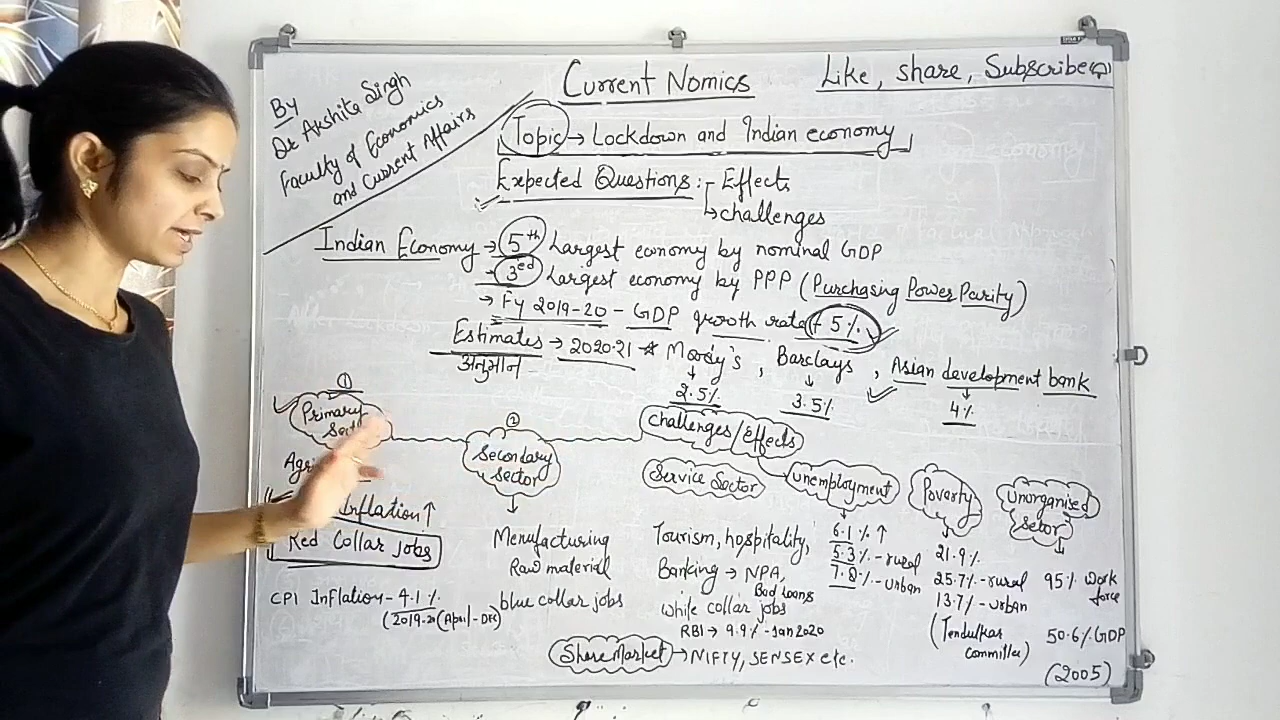 Current Nomics
Like, share, Subscribe
By
Dr Akshita Singh
Faculty of Economics
and Current Affairs
Topic → Lockdown and Indian economy
Expected Questions :- Effects
↳ challenges
Indian Economy → 5th Largest economy by nominal GDP
→ 3ed Largest economy by PPP (Purchasing Power Parity)
→ Fy 2019-20 - GDP growth rate 5%
Estimates → 2020-21 Moody's, Barclays, Asian development bank
अनुमान
2.5% 3.5% 4%
①
Primary
②
Secondary
Sector
Challenges/effects
Service Sector
Unemployment
Poverty
Unorganised
Setor
Inflation ↑
Red Collar jobs
CPI Inflation - 4.1%
(2019-20 (April - Dec)
Menufacturing
Raw material
blue collar jobs
Tourism, hospitality,
Banking → NPA,
Bad loans
while collar jobs
RBI → 9.9% - Jan 2020
6.1% ↑
5.3% - rural
7.8% - urban
21.9%
25.7% - rural
13.7% - urban
(Tendulkar
committee)
95% work
force
50.6% GDP
(2005)
Share Market → NIFTY, SENSEX etc.